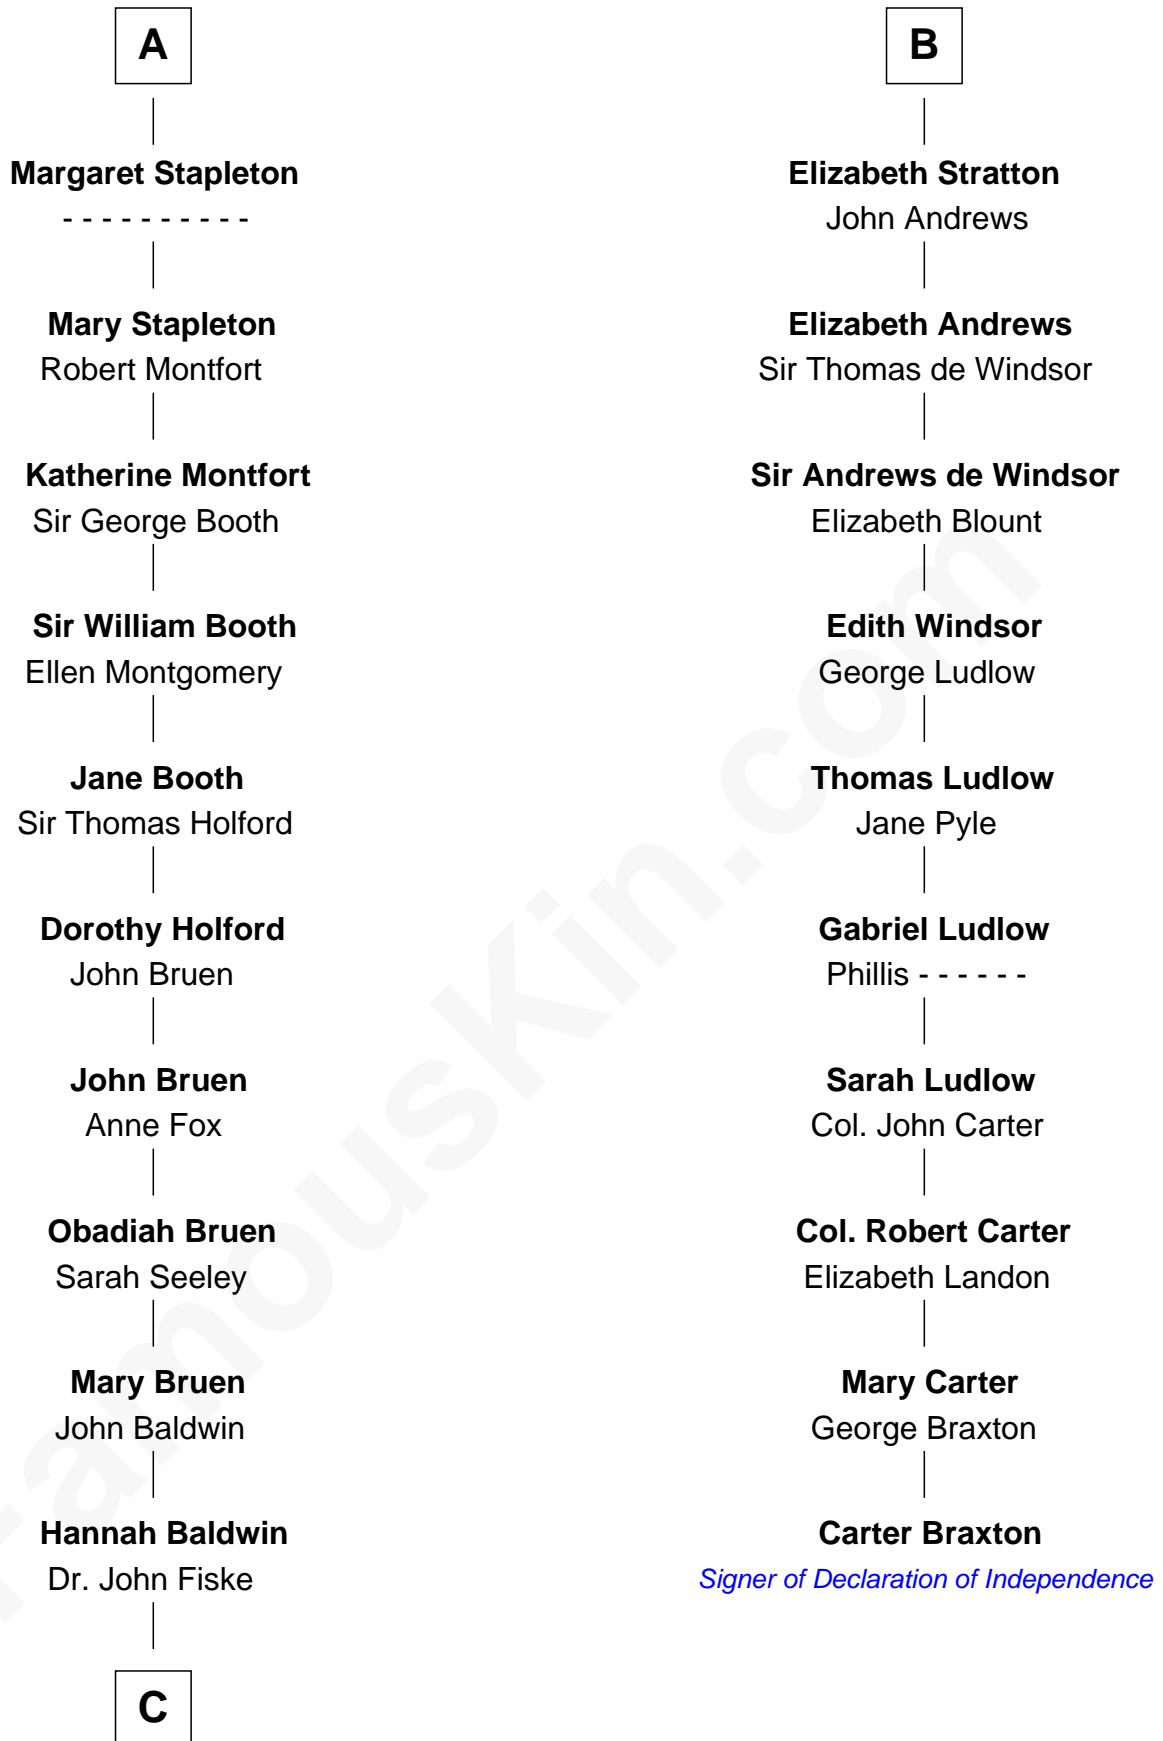 A
Margaret Stapleton
- - - - - - - - - -
Mary Stapleton
Robert Montfort
Katherine Montfort
Sir George Booth
Sir William Booth
Ellen Montgomery
Jane Booth
Sir Thomas Holford
Dorothy Holford
John Bruen
John Bruen
Anne Fox
Obadiah Bruen
Sarah Seeley
Mary Bruen
John Baldwin
Hannah Baldwin
Dr. John Fiske
C
B
Elizabeth Stratton
John Andrews
Elizabeth Andrews
Sir Thomas de Windsor
Sir Andrews de Windsor
Elizabeth Blount
Edith Windsor
George Ludlow
Thomas Ludlow
Jane Pyle
Gabriel Ludlow
Phillis - - - - - -
Sarah Ludlow
Col. John Carter
Col. Robert Carter
Elizabeth Landon
Mary Carter
George Braxton
Carter Braxton
Signer of Declaration of Independence
FamousKin.com